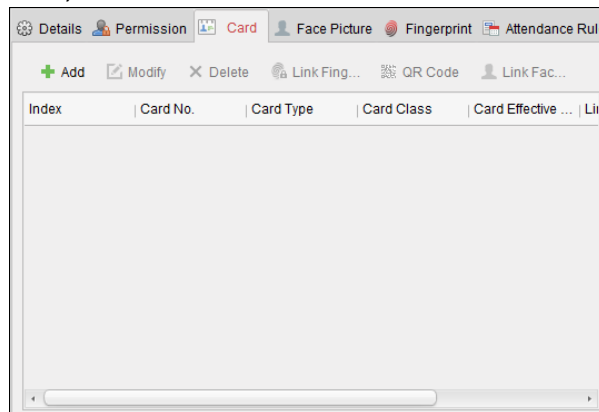 Details Permission Card Face Picture Fingerprint Attendance Rul
Add Modify Delete Link Fing... QR Code Link Fac...
Index Card No. Card Type Card Class Card Effective ... Li